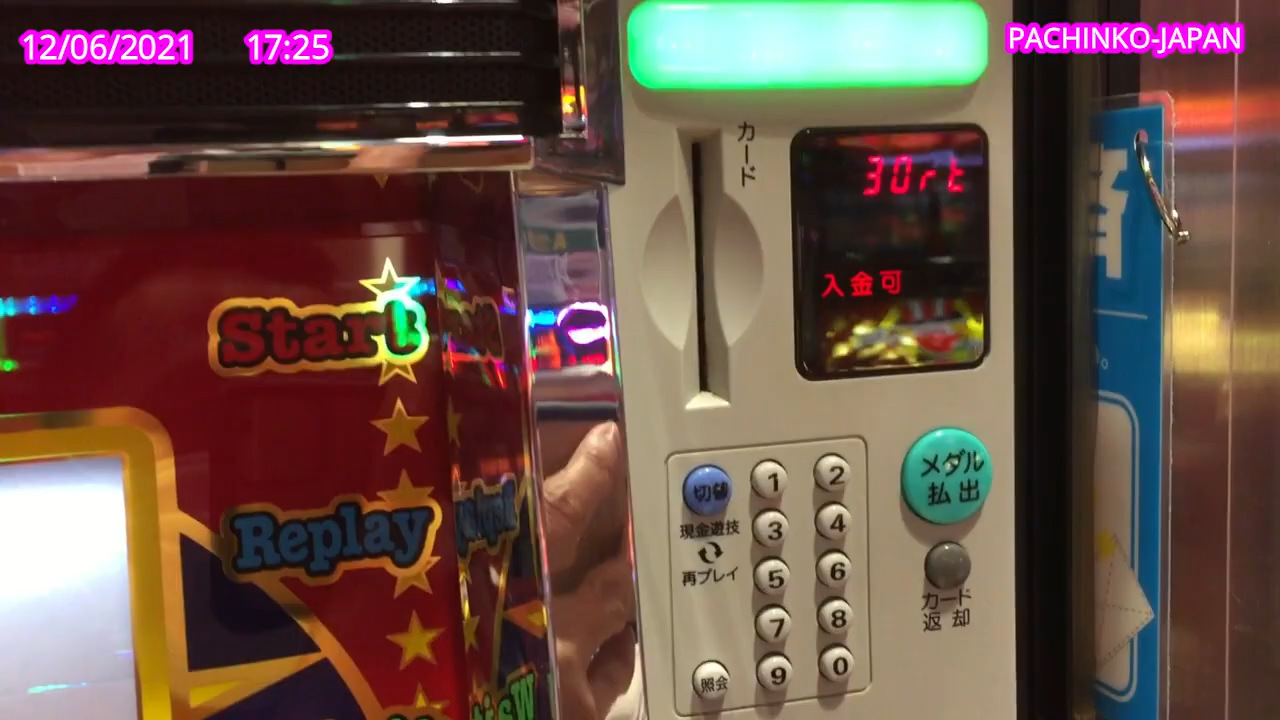 12/06/2021 17:25
PACHINKO-JAPAN
カード
30rt
入金可
Start
Replay
切替
現金遊技
再プレイ
照会
1 2
3 4
5 6
7 8
9 0
メダル
払出
カード
返却